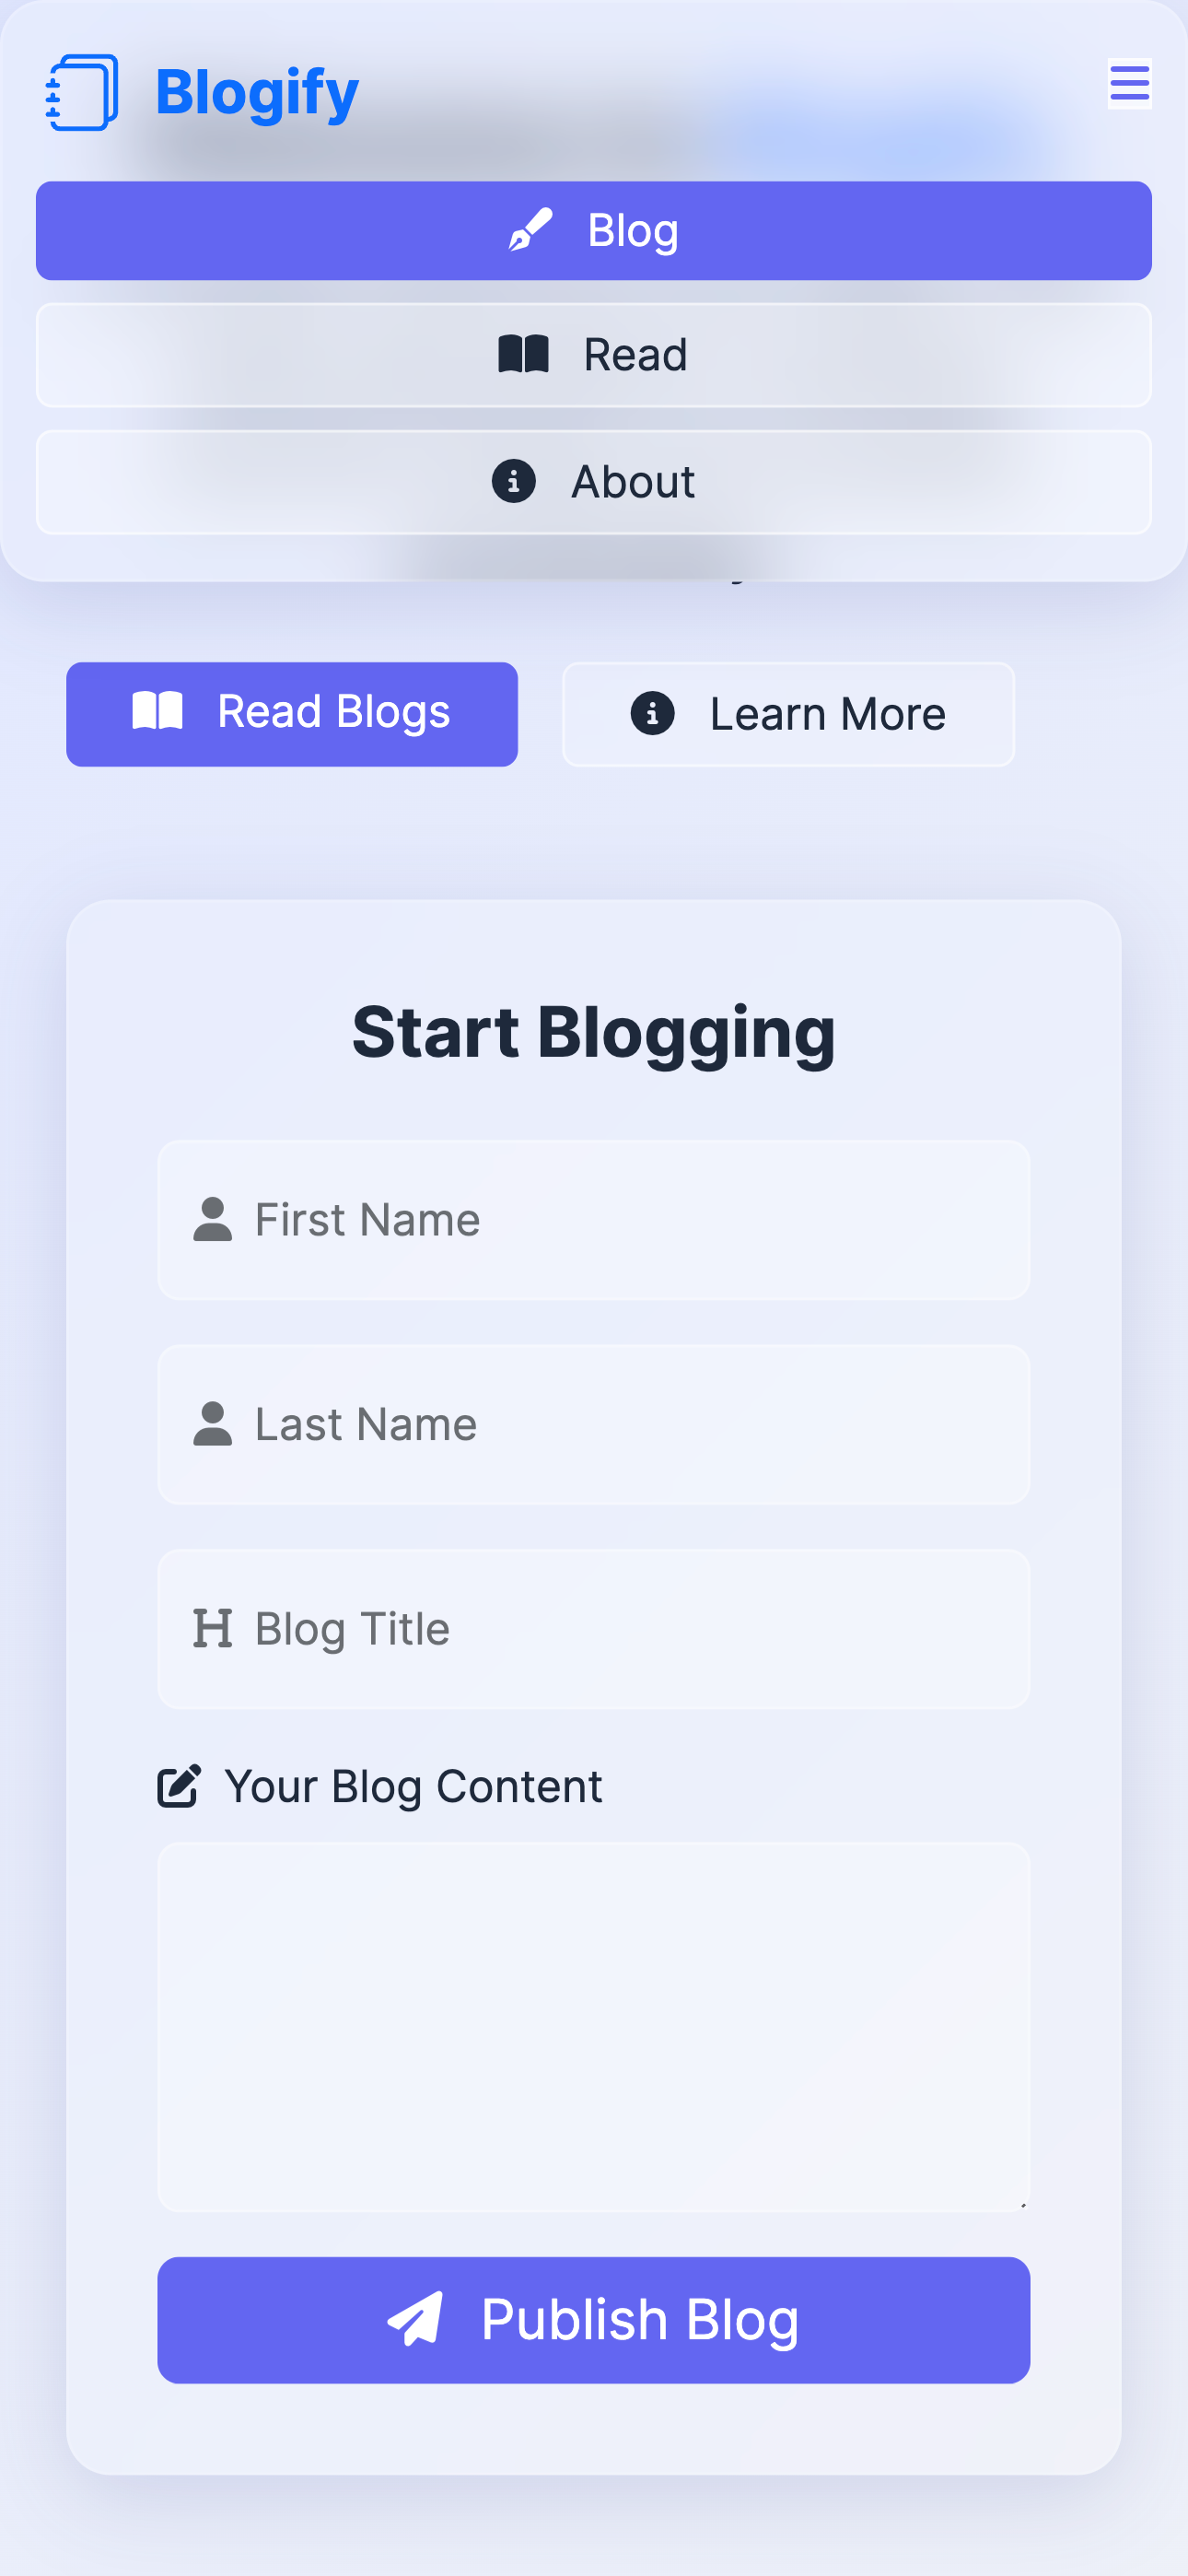 Blogify
Blog
Read
About
Read Blogs
Learn More
Start Blogging
First Name
Last Name
Blog Title
Your Blog Content
Publish Blog